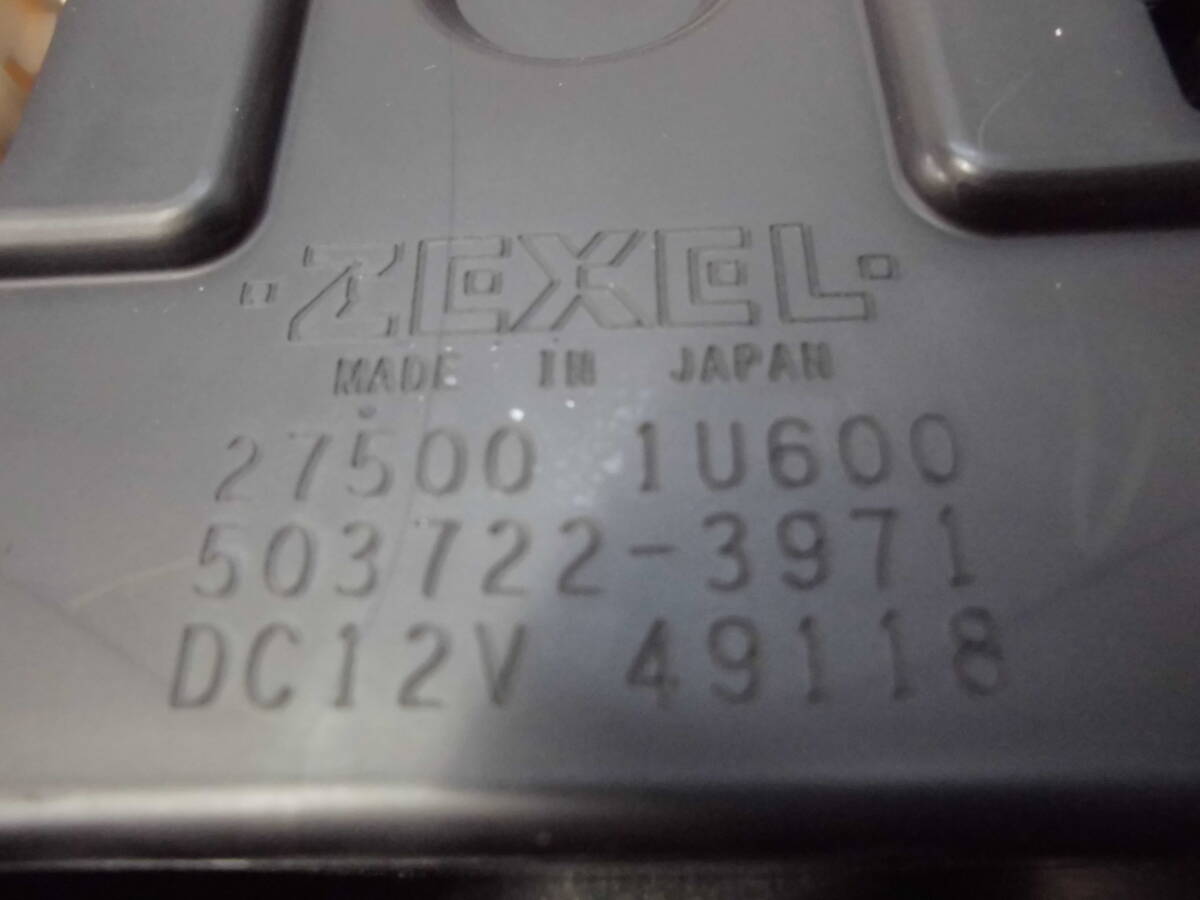 ·ZEXEL·
MADE IN JAPAN
27500 1U600
503722-3971
DC12V 49118